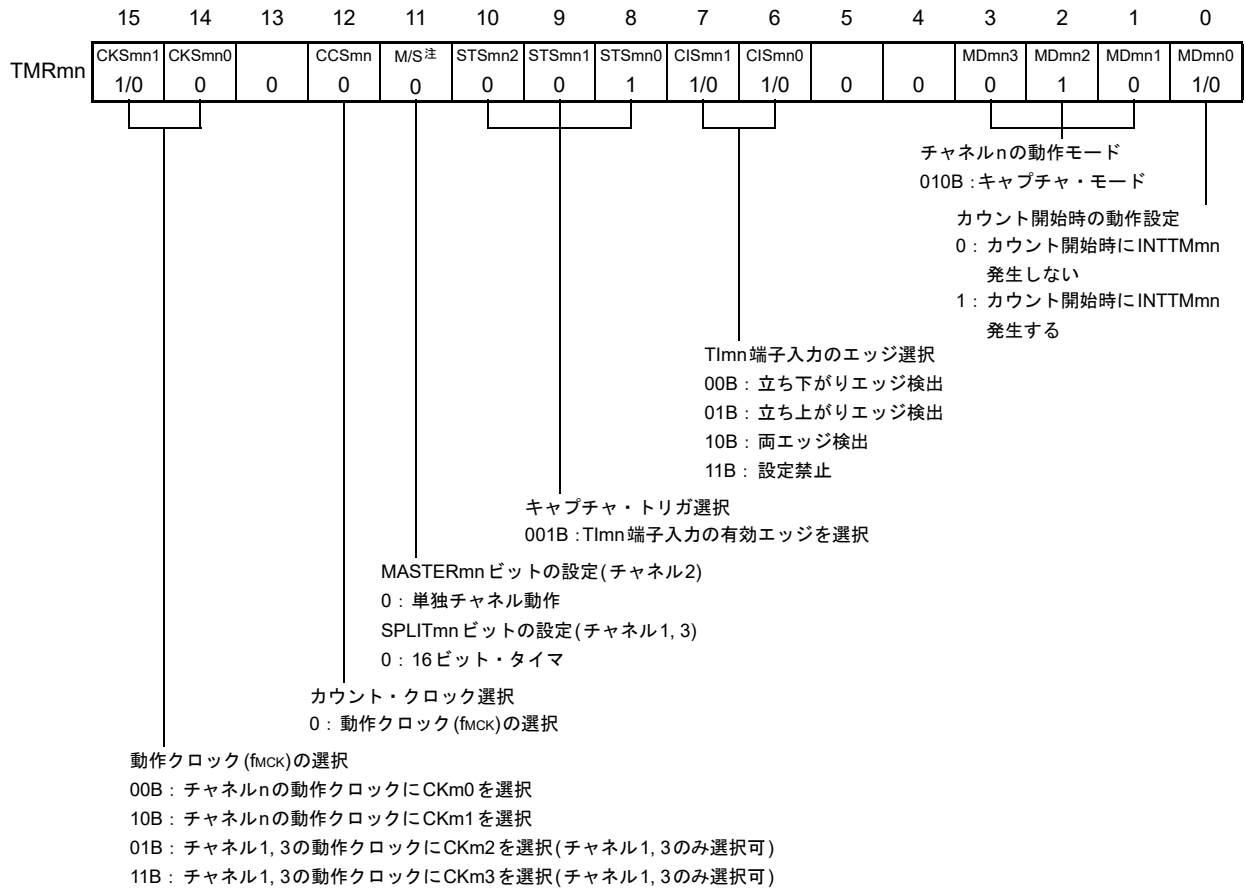 15 14 13 12 11 10 9 8 7 6 5 4 3 2 1 0
TMRmn
CKSmn1 CKSmn0 CCSmn M/S注 STSmn2 STSmn1 STSmn0 CISmn1 CISmn0 MDmn3 MDmn2 MDmn1 MDmn0
1/0 0 0 0 0 0 0 1 1/0 1/0 0 0 0 1 0 1/0
チャネルnの動作モード
010B：キャプチャ・モード
カウント開始時の動作設定
0：カウント開始時にINTTMmn
発生しない
1：カウント開始時にINTTMmn
発生する
TImn端子入力のエッジ選択
00B：立ち下がりエッジ検出
01B：立ち上がりエッジ検出
10B：両エッジ検出
11B：設定禁止
キャプチャ・トリガ選択
001B：TImn端子入力の有効エッジを選択
MASTERmnビットの設定(チャネル2)
0：単独チャネル動作
SPLITmnビットの設定(チャネル1, 3)
0：16ビット・タイマ
カウント・クロック選択
0：動作クロック(fMCK)の選択
動作クロック(fMCK)の選択
00B：チャネルnの動作クロックにCKm0を選択
10B：チャネルnの動作クロックにCKm1を選択
01B：チャネル1, 3の動作クロックにCKm2を選択(チャネル1, 3のみ選択可)
11B：チャネル1, 3の動作クロックにCKm3を選択(チャネル1, 3のみ選択可)